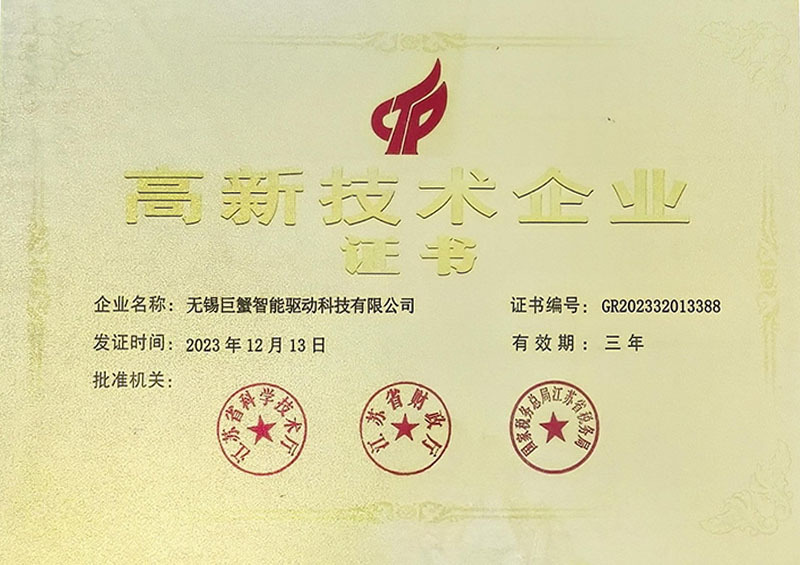 高新技术企业
证书
企业名称：无锡巨蟹智能驱动科技有限公司 证书编号：GR202332013388
发证时间：2023年12月13日 有效期：三年
批准机关：
江苏省科学技术厅 江苏省财政厅 国家税务总局江苏省税务局